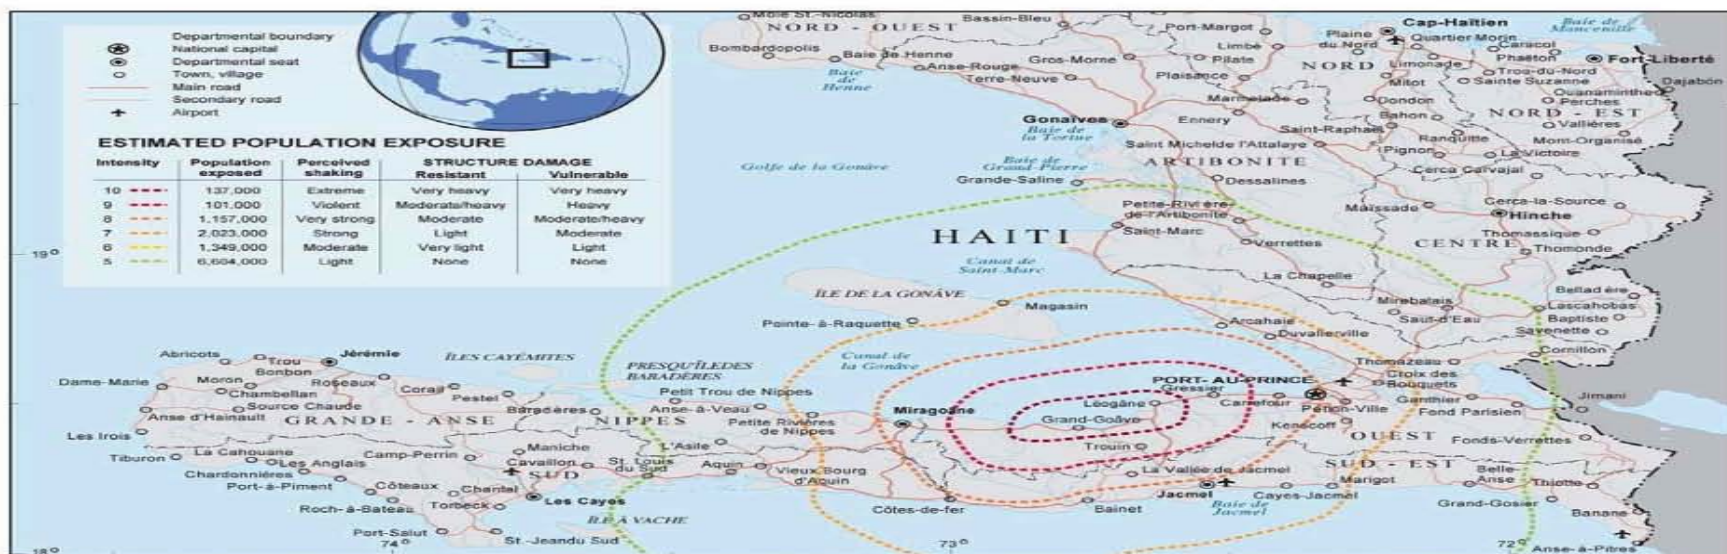 Departmental boundary
National capital
Departmental seat
Town, village
Main road
Secondary road
Airport
ESTIMATED POPULATION EXPOSURE
Intensity Population exposed Perceived shaking STRUCTURE DAMAGE Resistant Vulnerable
10 137,000 Extreme Very heavy Very heavy
9 101,000 Violent Moderate/heavy Heavy
8 1,157,000 Very strong Moderate Moderate/heavy
7 2,023,000 Strong Light Moderate
6 1,349,000 Moderate Very light Light
5 6,604,000 Light None None
Môle St.-Nicolas
NORD - OUEST
Bassin-Bleu
Port-Margot
Cap-Haïtien
Baie de Mancenille
Plaine du Nord
Quartier Morin
Caracol
Bombardopolis
Baie de Henne
Anse-Rouge
Gros-Morne
Limbé
Pilate
NORD
Limonade
Phaëton
Fort-Liberté
Baie de Henne
Terre-Neuve
Plaisance
Milot
Trou-du-Nord
Sainte Suzanne
Dajabón
Ouanaminthe
Perches
Marmelade
Dondon
NORD - EST
Gonaïves
Ennery
Bahon
Vallières
Baie de la Tortue
Saint-Raphaël
Ranquitte
Mont-Organisé
Saint Michelde l'Attalaye
Pignon
La Victoire
Golfe de la Gonâve
Baie de Grand-Pierre
ARTIBONITE
Cerca Carvajal
Grande-Saline
Dessalines
Petite-Rivière-de-l'Artibonite
Maïssade
Cerca-la-Source
Hinche
Saint-Marc
Thomassique
HAITI
Verrettes
CENTRE
Thomonde
19°
Canal de Saint-Marc
La Chapelle
ÎLE DE LA GONÂVE
Magasin
Mirebalais
Belladère
Lascahobas
Saut-d'Eau
Baptiste
Pointe-à-Raquette
Arcahaie
Duvalierville
Savenette
Abricots
Trou Bonbon
Jérémie
ÎLES CAYÉMITES
PRESQU'ÎLEDES BARADÈRES
Canal de la Gonâve
Thomazeau
Cornillon
Dame-Marie
Moron
Roseaux
Corail
Petit Trou de Nippes
PORT-AU-PRINCE
Croix des Bouquets
Chambellan
Pestel
Gressier
Source Chaude
Baradères
Anse-à-Veau
Miragoâne
Léogâne
Carrefour
Pétion-Ville
Ganthier
Jimaní
Anse d'Hainault
GRANDE - ANSE
NIPPES
Petite Rivières de Nippes
Grand-Goâve
Kenscoff
Fond Parisien
Les Irois
Maniche
L'Asile
Trouin
OUEST
Fonds-Verrettes
Tiburon
La Cahouane
Les Anglais
Camp-Perrin
Cavaillon
St. Louis du Sud
Aquin
Vieux Bourg d'Aquin
La Vallée de Jacmel
SUD - EST
Chardonnières
SUD
Belle-Anse
Port-à-Piment
Côteaux
Chantal
Les Cayes
Jacmel
Cayes-Jacmel
Marigot
Thiotte
Roch-à-Bateau
Torbeck
ÎLE À VACHE
Côtes-de-fer
Bainet
Baie de Jacmel
Grand-Gosier
Banane
Port-Salut
St.-Jeandu Sud
Anse-à-Pitres
18°
74°
73°
72°